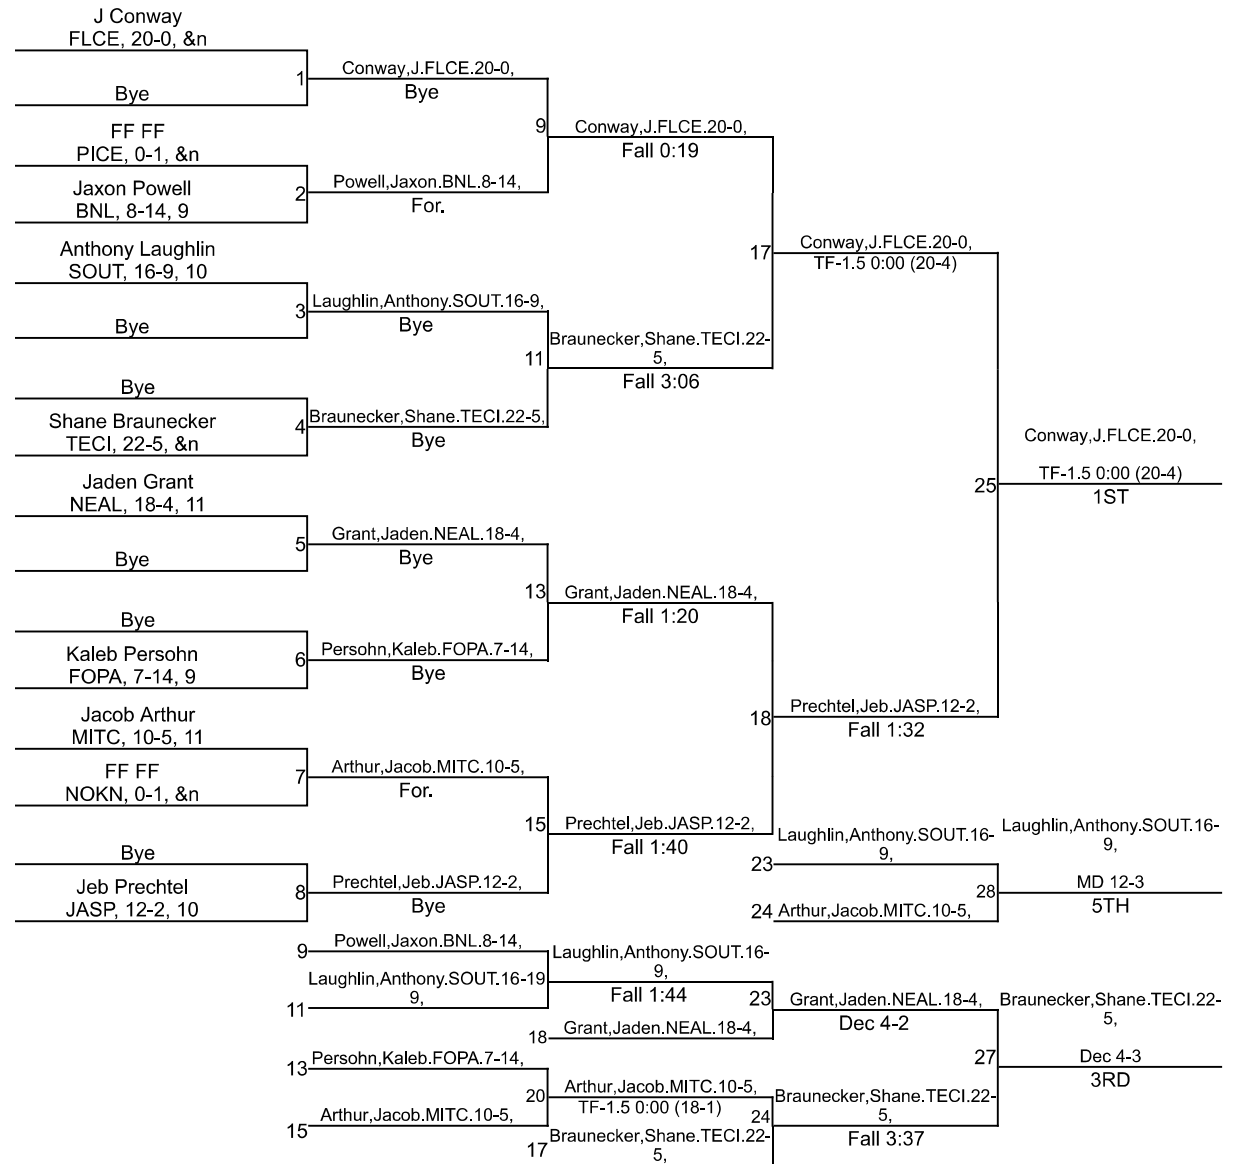 J Conway
FLCE, 20-0, &n
1
Bye
Conway,J.FLCE.20-0,
Bye
FF FF
PICE, 0-1, &n
2
Jaxon Powell
BNL, 8-14, 9
Powell,Jaxon.BNL.8-14,
For.
9
Conway,J.FLCE.20-0,
Fall 0:19
Anthony Laughlin
SOUT, 16-9, 10
3
Bye
Laughlin,Anthony.SOUT.16-9,
Bye
Bye
4
Shane Braunecker
TECI, 22-5, &n
Braunecker,Shane.TECI.22-5,
Bye
11
Braunecker,Shane.TECI.22-
5,
Fall 3:06
17
Conway,J.FLCE.20-0,
TF-1.5 0:00 (20-4)
Jaden Grant
NEAL, 18-4, 11
5
Bye
Grant,Jaden.NEAL.18-4,
Bye
Bye
6
Kaleb Persohn
FOPA, 7-14, 9
Persohn,Kaleb.FOPA.7-14,
Bye
13
Grant,Jaden.NEAL.18-4,
Fall 1:20
Jacob Arthur
MITC, 10-5, 11
7
FF FF
NOKN, 0-1, &n
Arthur,Jacob.MITC.10-5,
For.
Bye
8
Jeb Prechtel
JASP, 12-2, 10
Prechtel,Jeb.JASP.12-2,
Bye
15
Prechtel,Jeb.JASP.12-2,
Fall 1:40
18
Prechtel,Jeb.JASP.12-2,
Fall 1:32
25
Conway,J.FLCE.20-0,
TF-1.5 0:00 (20-4)
1ST
23
Laughlin,Anthony.SOUT.16-
9,
24
Arthur,Jacob.MITC.10-5,
28
Laughlin,Anthony.SOUT.16-
9,
MD 12-3
5TH
9
Powell,Jaxon.BNL.8-14,
11
Laughlin,Anthony.SOUT.16-19
9,
Laughlin,Anthony.SOUT.16-
9,
Fall 1:44
18
Grant,Jaden.NEAL.18-4,
23
Grant,Jaden.NEAL.18-4,
Dec 4-2
13
Persohn,Kaleb.FOPA.7-14,
15
Arthur,Jacob.MITC.10-5,
20
Arthur,Jacob.MITC.10-5,
TF-1.5 0:00 (18-1)
17
Braunecker,Shane.TECI.22-
5,
24
Braunecker,Shane.TECI.22-
5,
Fall 3:37
27
Braunecker,Shane.TECI.22-
5,
Dec 4-3
3RD